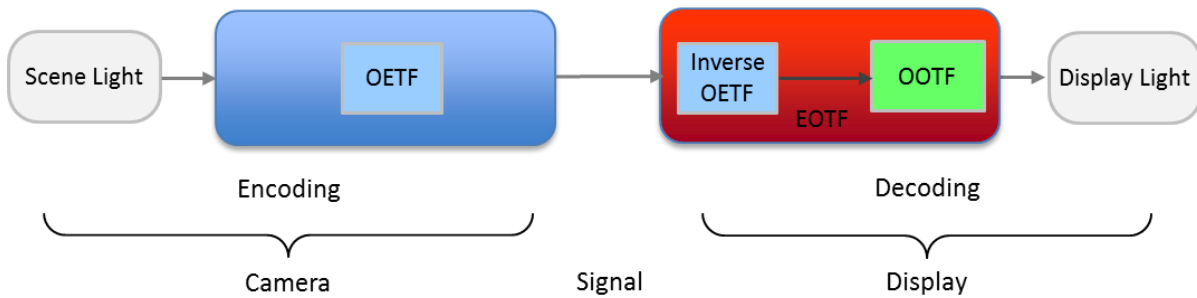 Scene Light
OETF
Inverse
OETF
OOTF
EOTF
Display Light
Encoding
Decoding
Camera
Signal
Display